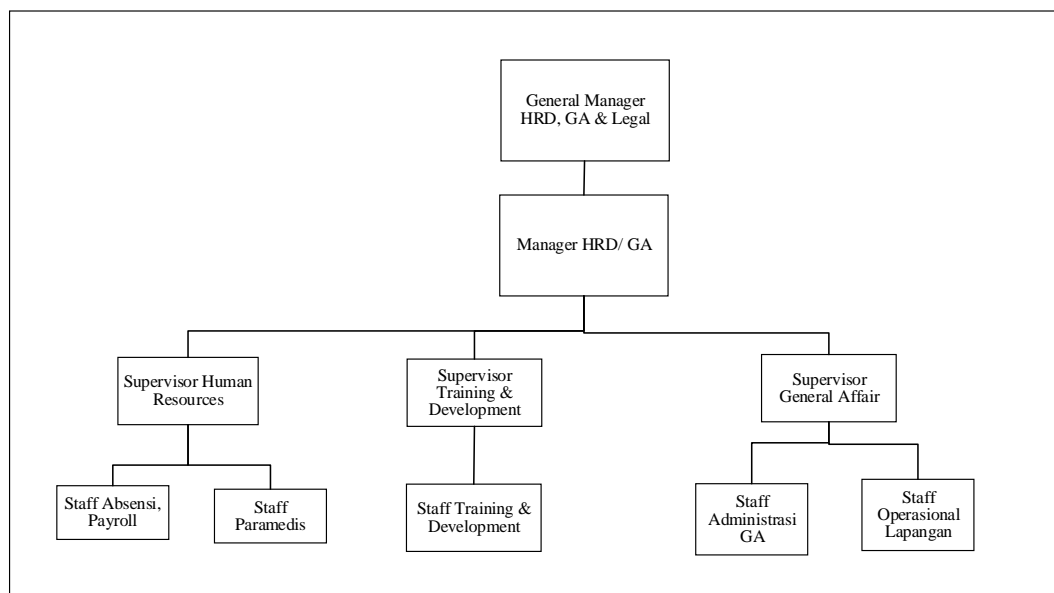 General Manager
HRD, GA & Legal
Manager HRD/ GA
Supervisor Human
Resources
Supervisor
Training &
Development
Supervisor
General Affair
Staff Absensi,
Payroll
Staff
Paramedis
Staff Training &
Development
Staff
Administrasi
GA
Staff
Operasional
Lapangan